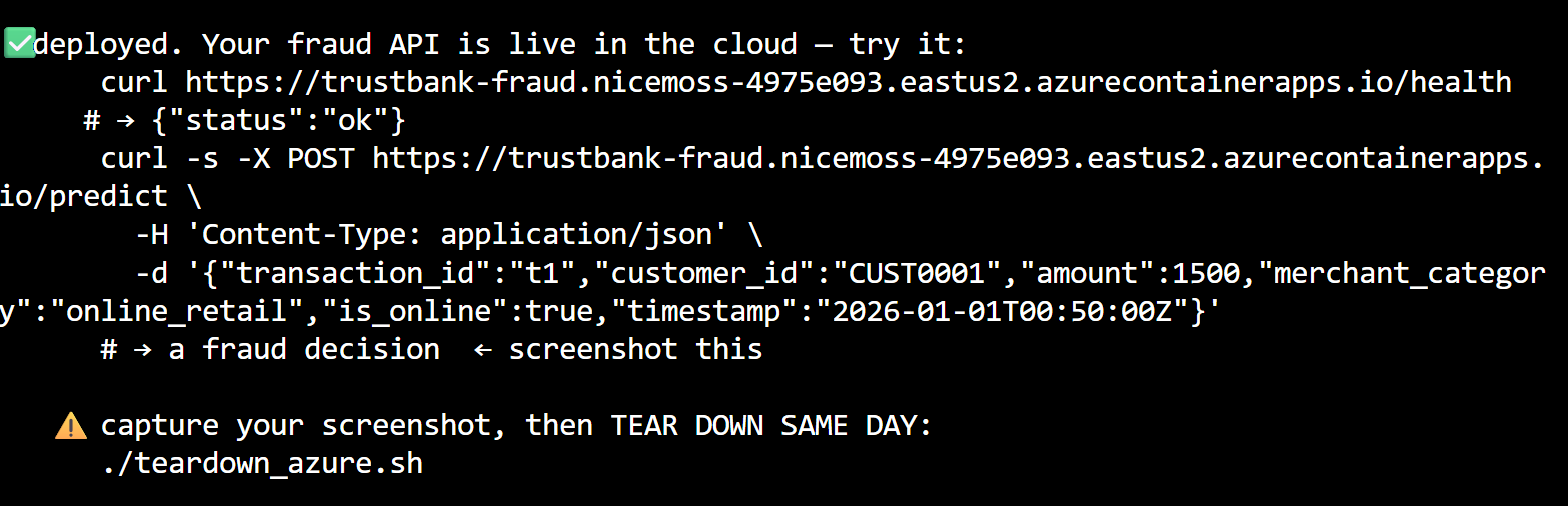 ✅deployed. Your fraud API is live in the cloud — try it:
curl https://trustbank-fraud.nicemoss-4975e093.eastus2.azurecontainerapps.io/health
# → {"status":"ok"}
curl -s -X POST https://trustbank-fraud.nicemoss-4975e093.eastus2.azurecontainerapps.
io/predict \
-H 'Content-Type: application/json' \
-d '{"transaction_id":"t1","customer_id":"CUST0001","amount":1500,"merchant_categor
y":"online_retail","is_online":true,"timestamp":"2026-01-01T00:50:00Z"}'
# → a fraud decision  ← screenshot this
⚠️ capture your screenshot, then TEAR DOWN SAME DAY:
./teardown_azure.sh